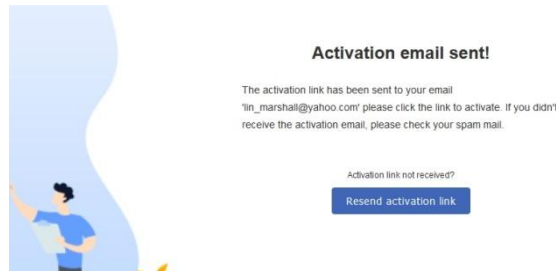 Activation email sent!
The activation link has been sent to your email
'lin_marshall@yahoo.com' please click the link to activate. If you didn't
receive the activation email, please check your spam mail.
Activation link not received?
Resend activation link